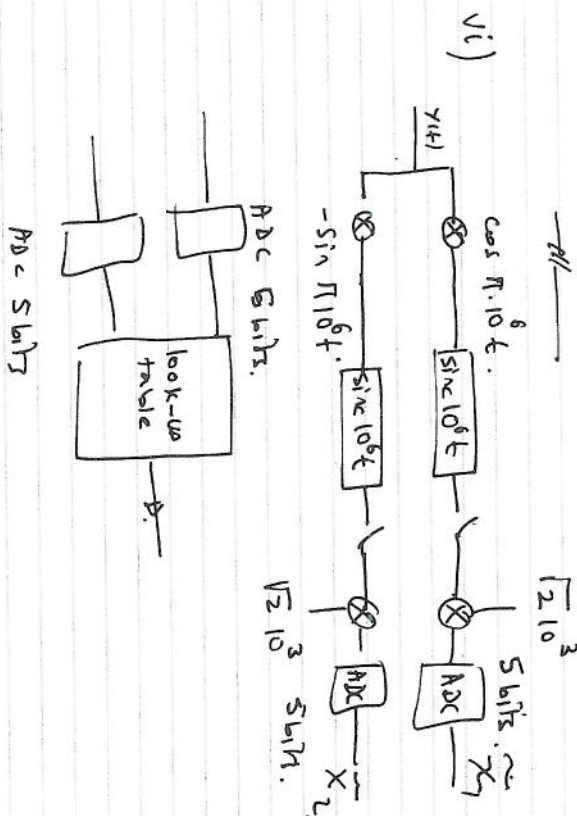 vi)
y(t)
cos π.10⁶t.
sinc 10⁶t
√2 10³
ADC
5 bits.
x̃₁
-sin π10⁶t.
sinc 10⁶t
√2 10³
ADC
5 bits.
x̃₂
ADC 5 bits.
look-up
table
ADC 5 bits